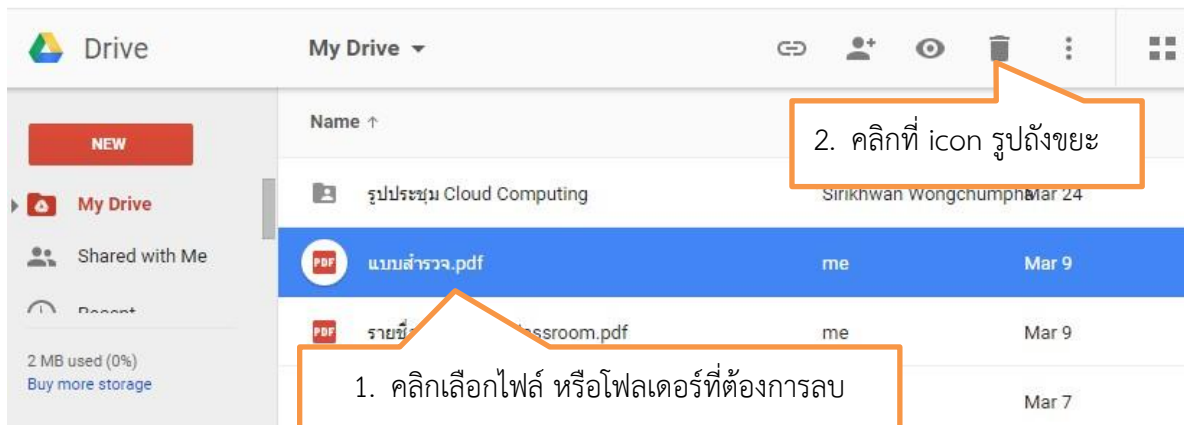 Drive
My Drive
NEW
Name ↑
2. คลิกที่ icon รูปถังขยะ
My Drive
รูปประชุม Cloud Computing Sirikhwan Wongchumpha Mar 24
Shared with Me
PDF แบบสำรวจ.pdf me Mar 9
Recent
PDF รายชื่อ ssroom.pdf me Mar 9
2 MB used (0%)
Buy more storage
1. คลิกเลือกไฟล์ หรือโฟลเดอร์ที่ต้องการลบ
Mar 7